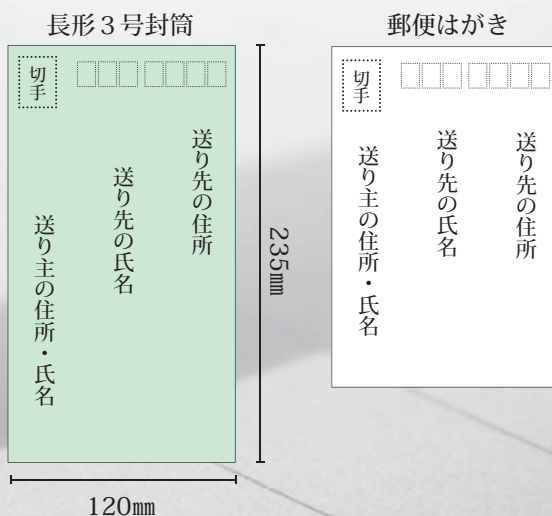 長形３号封筒
切手
送り先の住所
送り先の氏名
送り主の住所・氏名
235㎜
120㎜
郵便はがき
切手
送り先の住所
送り先の氏名
送り主の住所・氏名